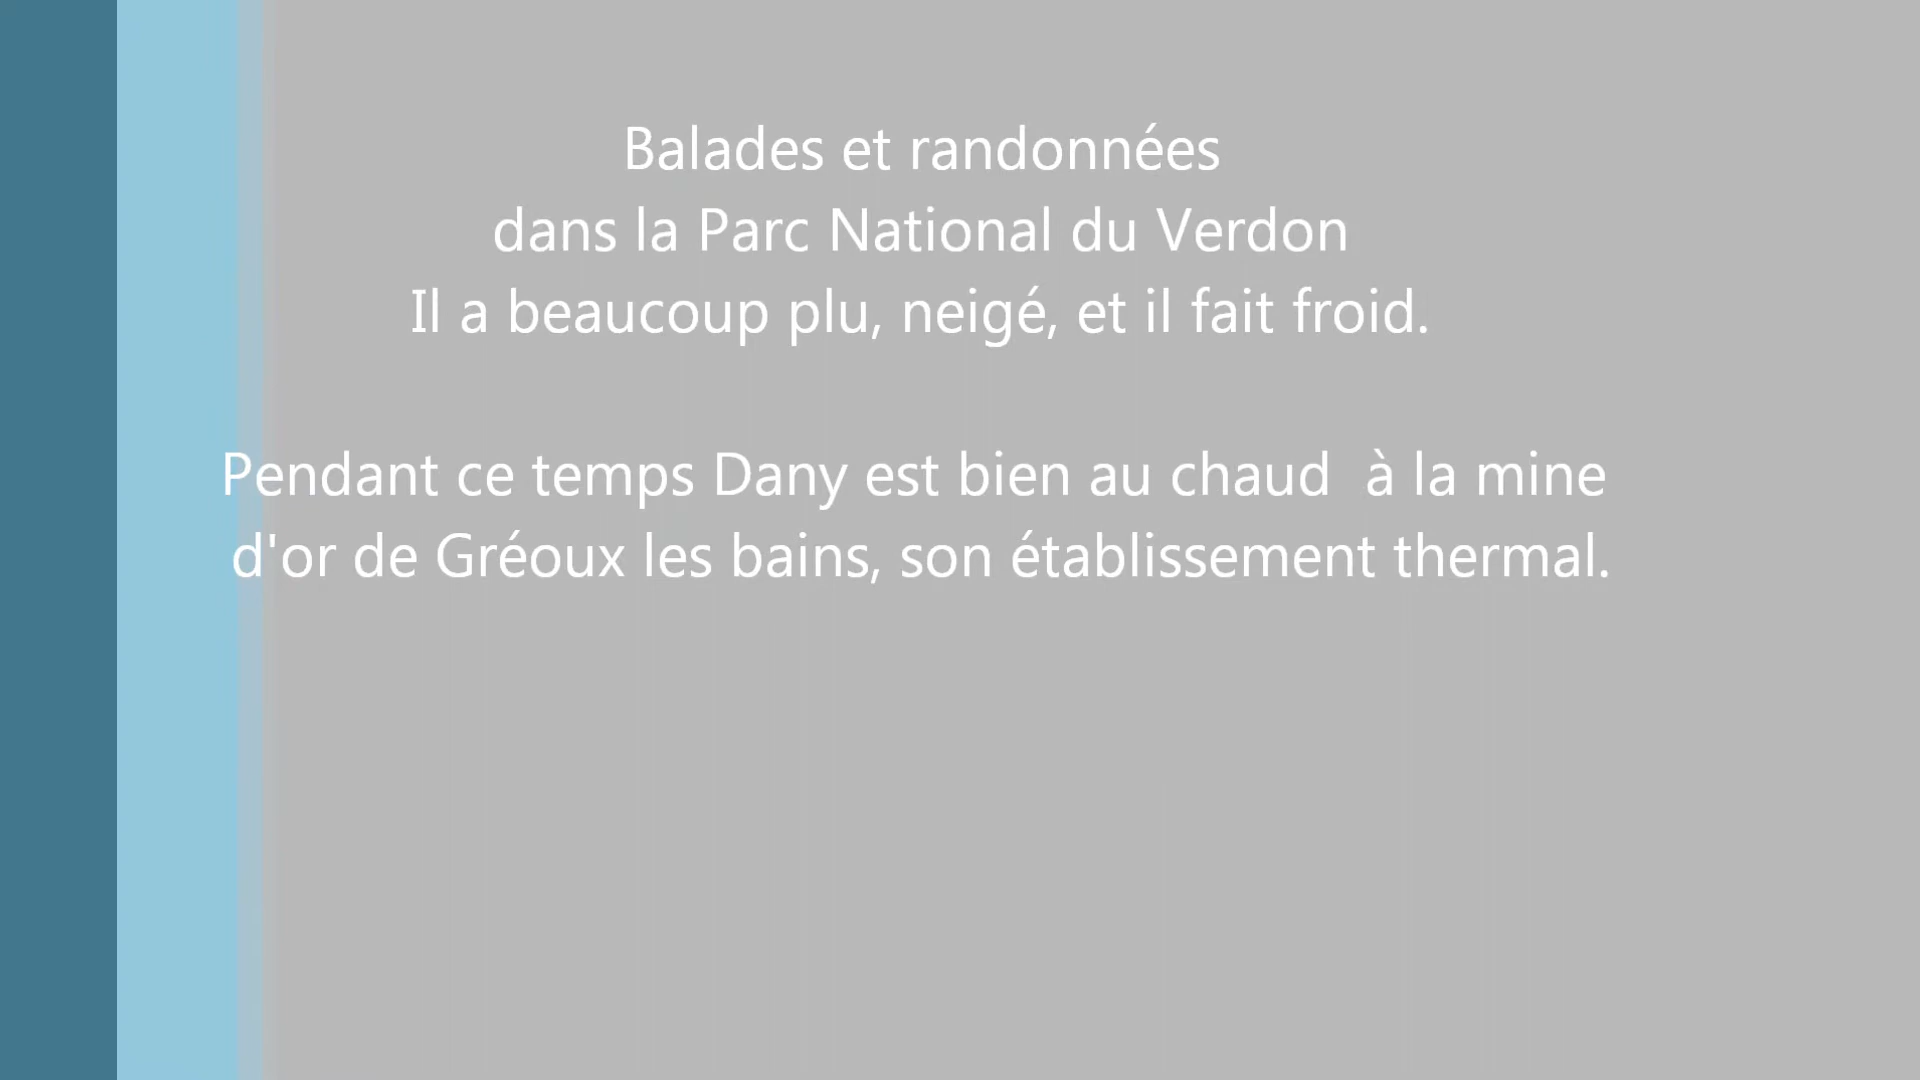 Balades et randonnées
dans la Parc National du Verdon
Il a beaucoup plu, neigé, et il fait froid.
Pendant ce temps Dany est bien au chaud  à la mine
d'or de Gréoux les bains, son établissement thermal.